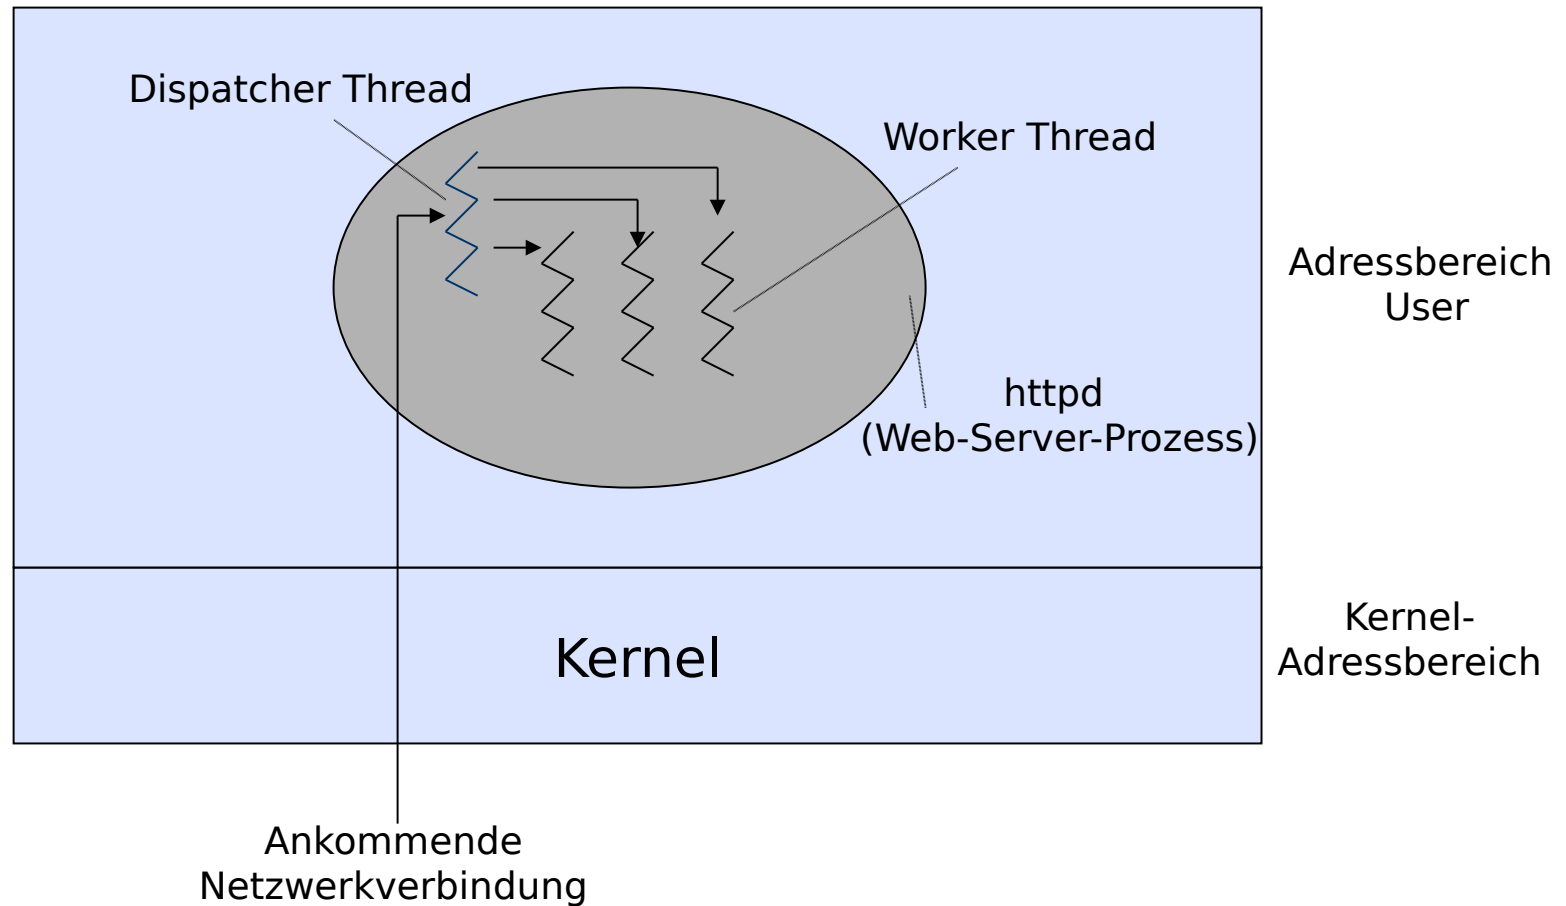 Dispatcher Thread
Worker Thread
Adressbereich
User
httpd
(Web-Server-Prozess)
Kernel
Kernel-
Adressbereich
Ankommende
Netzwerkverbindung